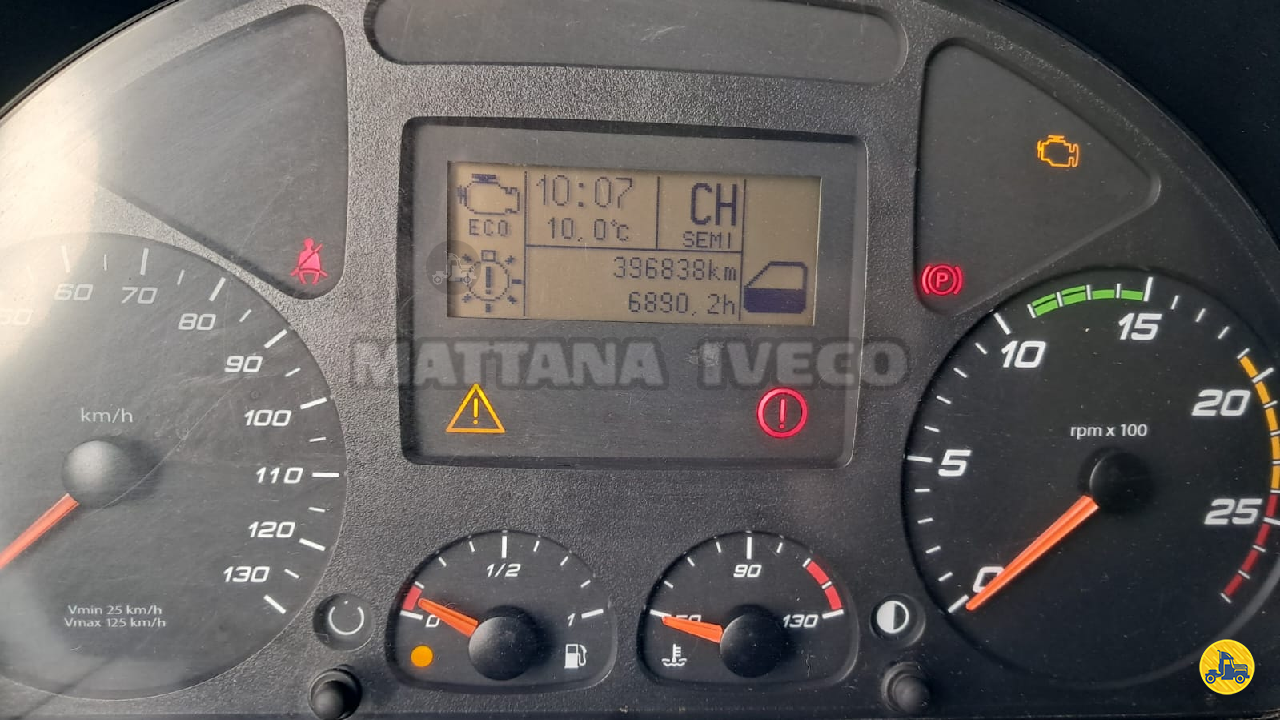 10:07
CH
ECO
10.0°c
SEMI
396838km
6890.2h
MATTANA IVECO
60
70
80
90
100
110
120
130
km/h
Vmin 25 km/h
Vmax 125 km/h
0
1/2
1
50
90
130
P
0
5
10
15
20
25
rpm x 100